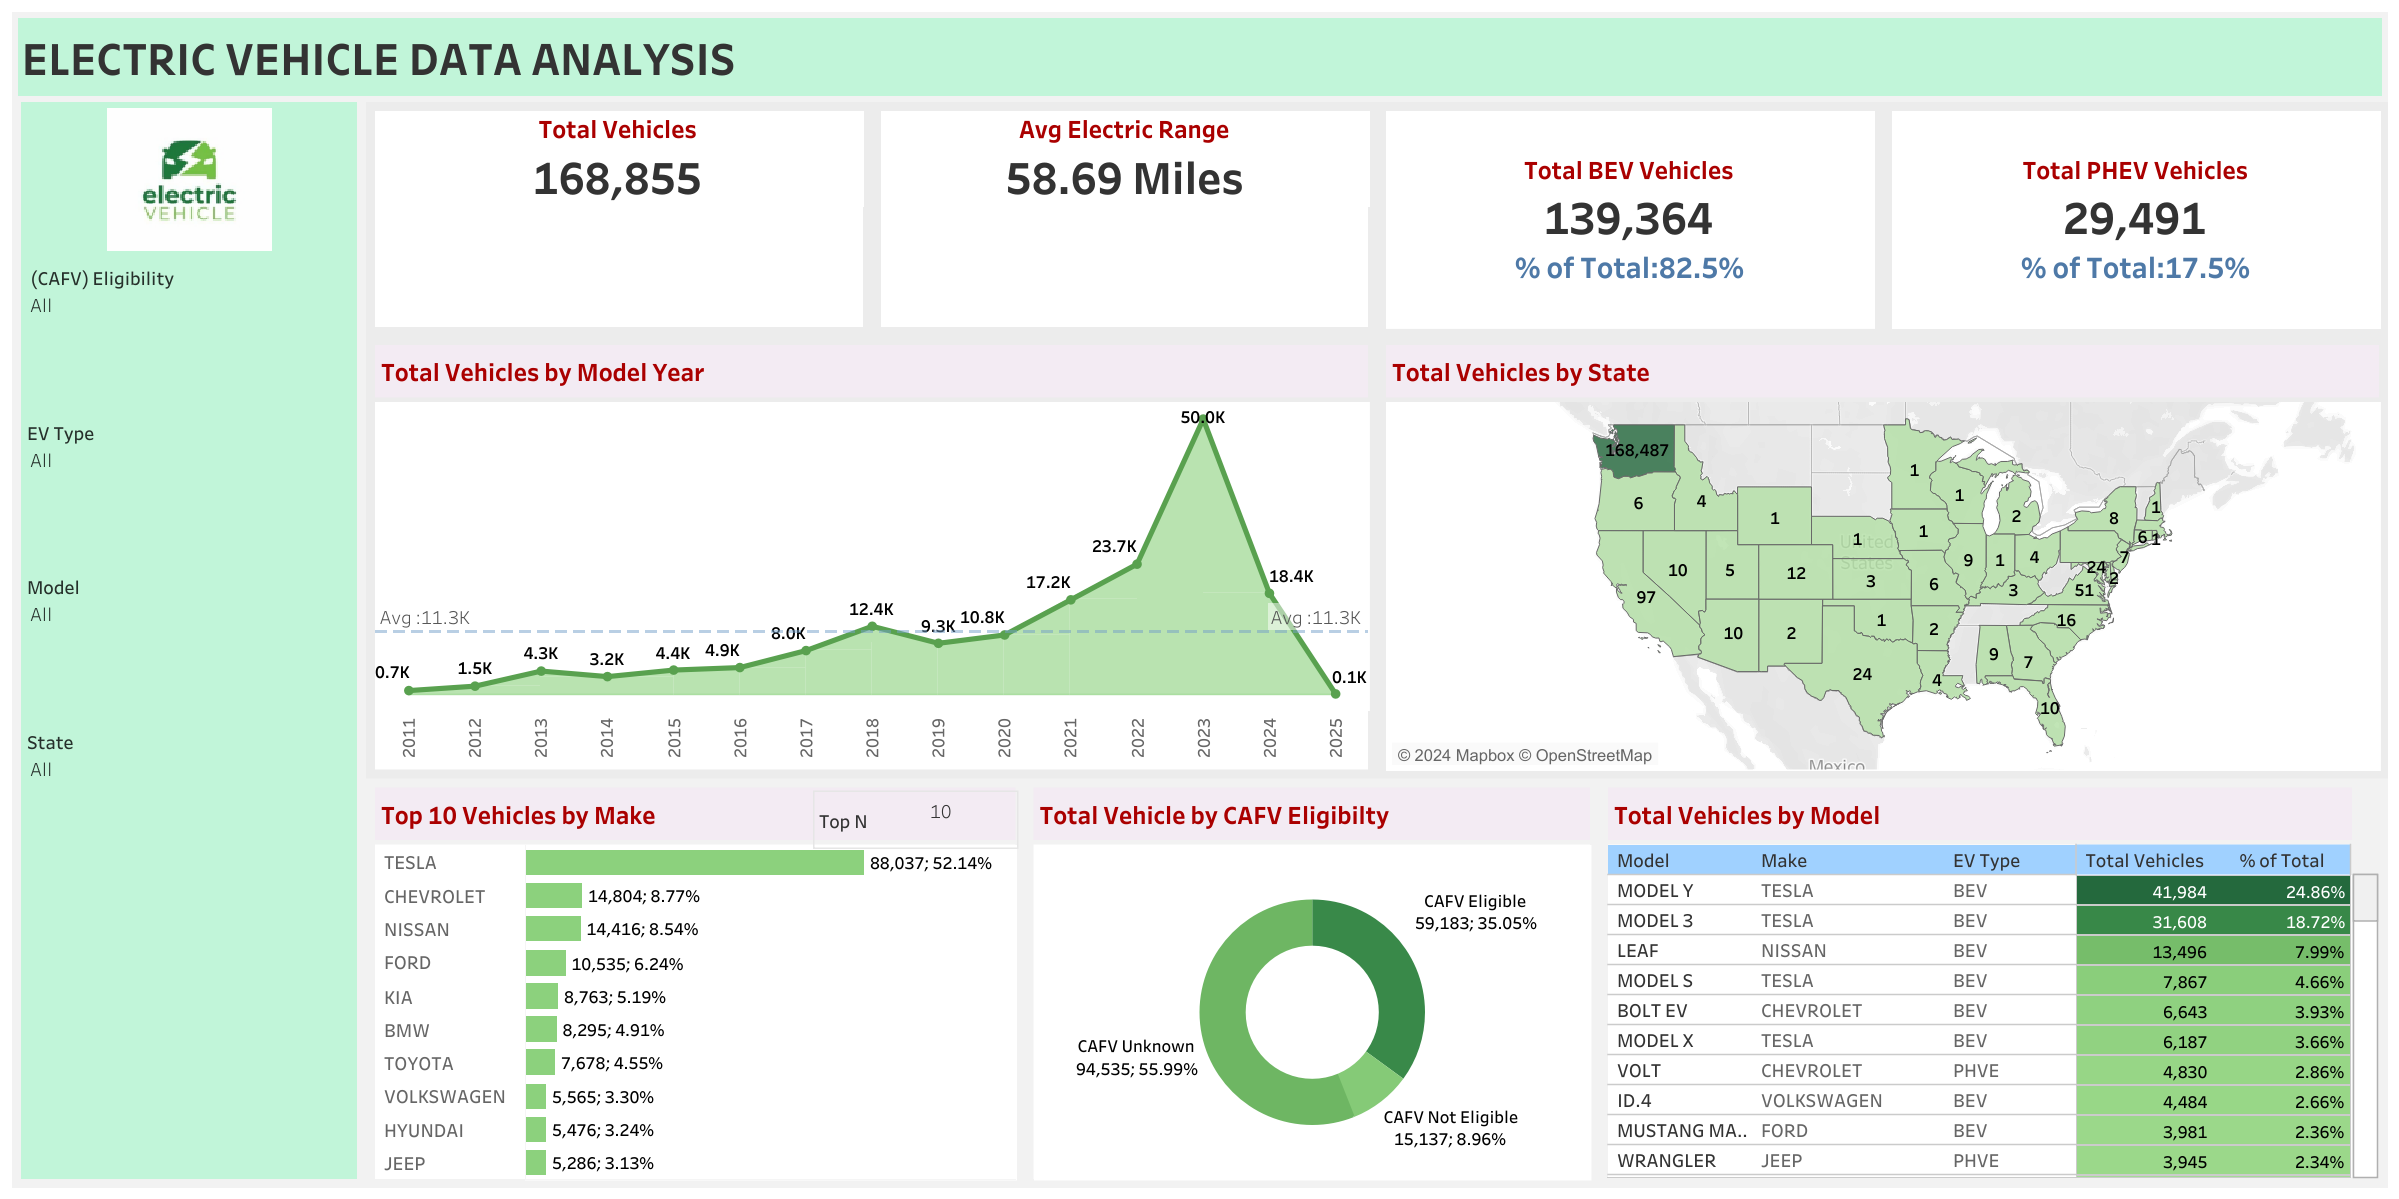 ELECTRIC VEHICLE DATA ANALYSIS
electric
VEHICLE
(CAFV) Eligibility
All
EV Type
All
Model
All
State
All
Total Vehicles
168,855
Avg Electric Range
58.69 Miles
Total BEV Vehicles
139,364
% of Total:82.5%
Total PHEV Vehicles
29,491
% of Total:17.5%
Total Vehicles by Model Year
50.0K
23.7K
18.4K
17.2K
Avg :11.3K
12.4K
10.8K
Avg :11.3K
8.0K
9.3K
4.3K
3.2K
4.4K
4.9K
0.7K
1.5K
0.1K
2011
2012
2013
2014
2015
2016
2017
2018
2019
2020
2021
2022
2023
2024
2025
Total Vehicles by State
168,487
1
6
4
1
1
2
8
1
1
1
6
1
United
States
10
5
12
3
9
1
4
7
24
2
97
6
3
51
10
2
1
2
16
24
4
9
7
10
© 2024 Mapbox © OpenStreetMap
Mexico
Top 10 Vehicles by Make
Top N
10
TESLA 88,037; 52.14%
CHEVROLET 14,804; 8.77%
NISSAN 14,416; 8.54%
FORD 10,535; 6.24%
KIA 8,763; 5.19%
BMW 8,295; 4.91%
TOYOTA 7,678; 4.55%
VOLKSWAGEN 5,565; 3.30%
HYUNDAI 5,476; 3.24%
JEEP 5,286; 3.13%
Total Vehicle by CAFV Eligibilty
CAFV Eligible
59,183; 35.05%
CAFV Unknown
94,535; 55.99%
CAFV Not Eligible
15,137; 8.96%
Total Vehicles by Model
Model Make EV Type Total Vehicles % of Total
MODEL Y TESLA BEV 41,984 24.86%
MODEL 3 TESLA BEV 31,608 18.72%
LEAF NISSAN BEV 13,496 7.99%
MODEL S TESLA BEV 7,867 4.66%
BOLT EV CHEVROLET BEV 6,643 3.93%
MODEL X TESLA BEV 6,187 3.66%
VOLT CHEVROLET PHVE 4,830 2.86%
ID.4 VOLKSWAGEN BEV 4,484 2.66%
MUSTANG MA.. FORD BEV 3,981 2.36%
WRANGLER JEEP PHVE 3,945 2.34%